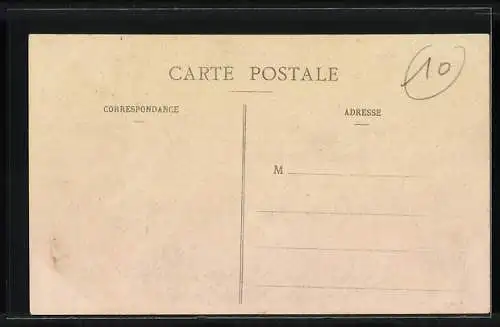 CARTE POSTALE
10
CORRESPONDANCE
ADRESSE
M